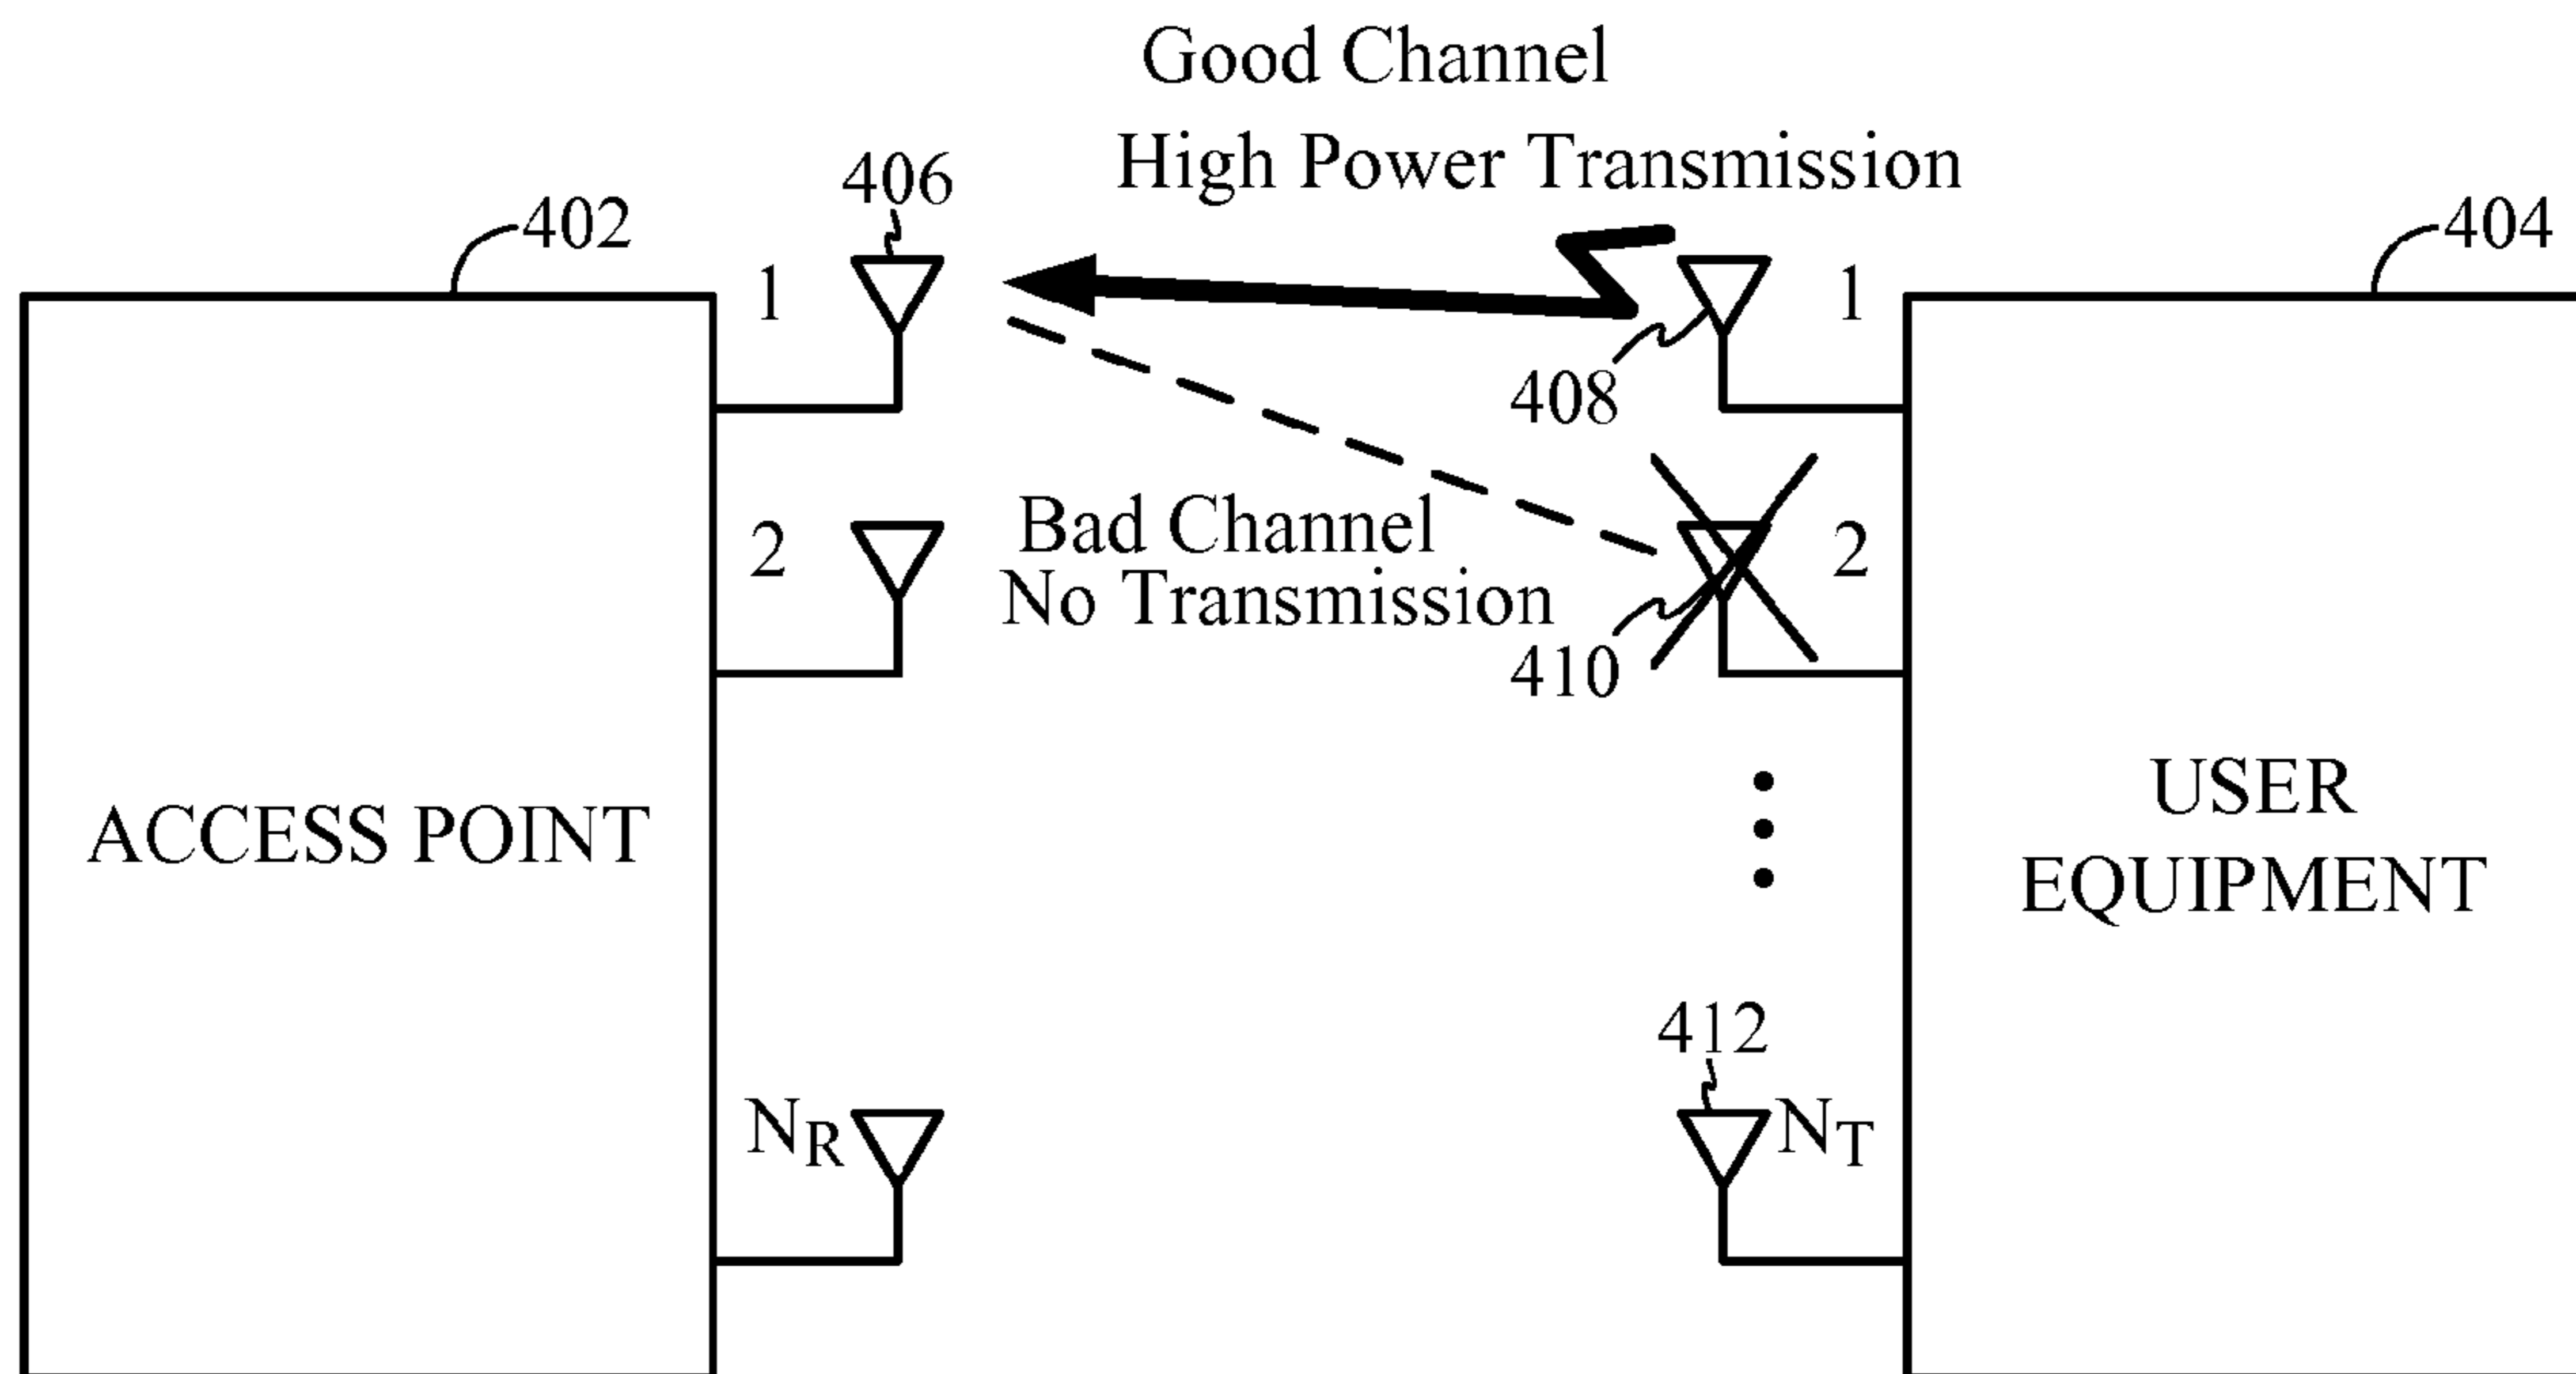 Good Channel
High Power Transmission
406
402
404
1
1
408
2
Bad Channel
No Transmission
2
410
ACCESS POINT
USER
EQUIPMENT
412
NR
NT